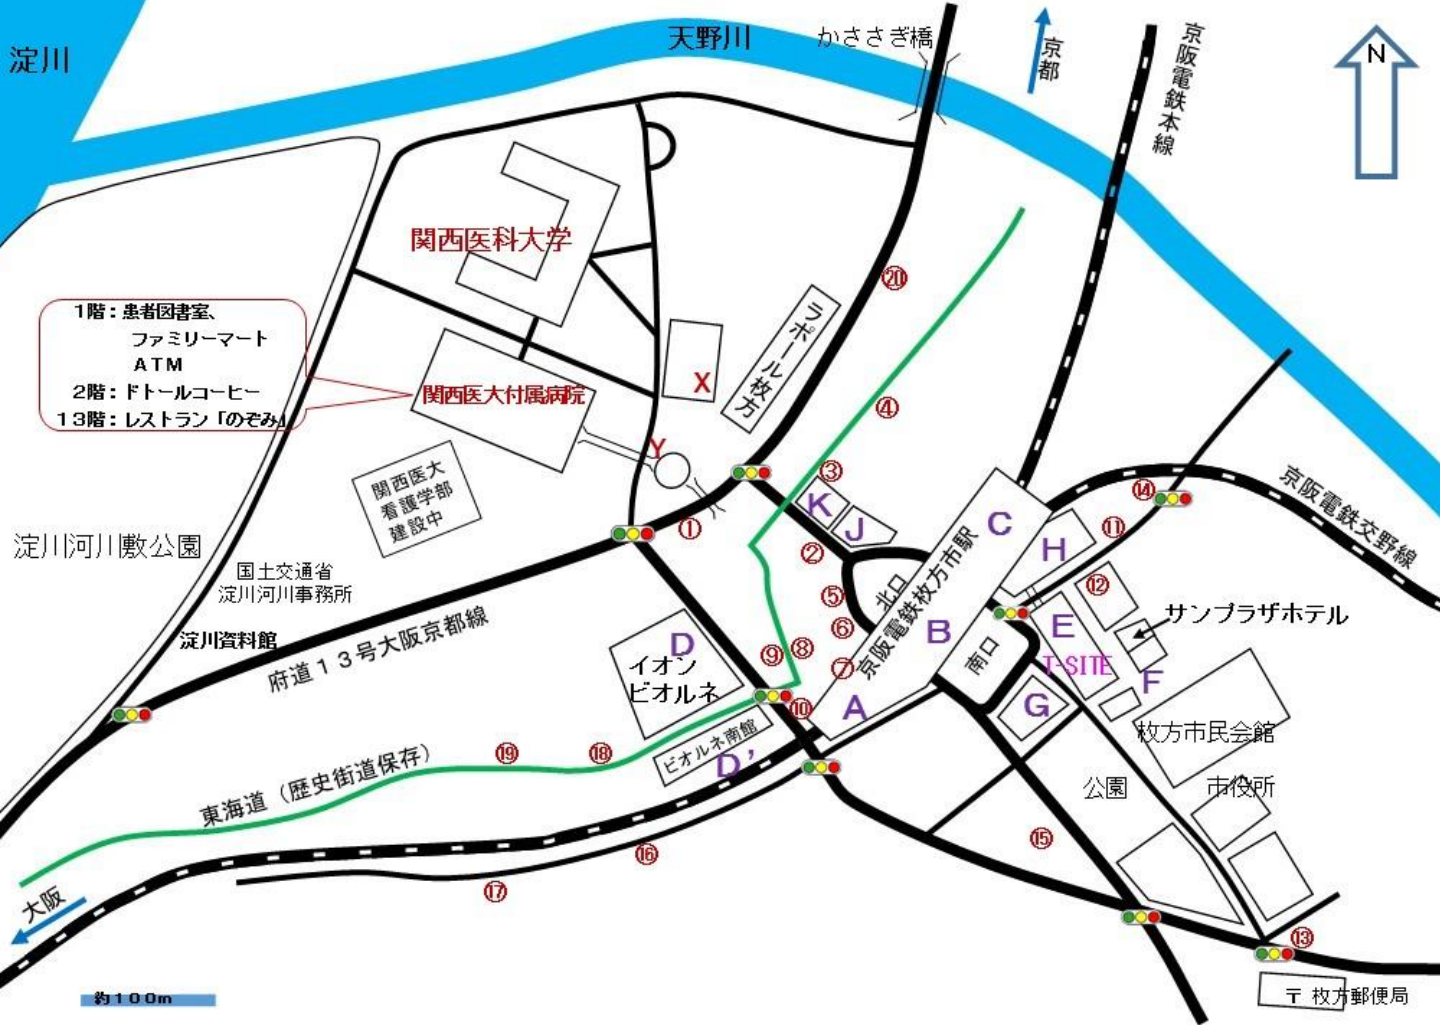 淀川
天野川
かささぎ橋
京都
京阪電鉄本線
N
関西医科大学
⑳
1階：患者図書室、
ファミリーマート
ATM
2階：ドトールコーヒー
13階：レストラン「のぞみ」
関西医大付属病院
X
ラポール枚方
④
Y
関西医大
看護学部
建設中
①
③
K
J
②
C
⑭
京阪電鉄交野線
⑪
H
淀川河川敷公園
国土交通省
淀川河川事務所
淀川資料館
府道13号大阪京都線
⑤
⑥
北口
京阪電鉄枚方市駅
B
⑫
サンプラザホテル
E
T-SITE
F
南口
G
D
イオン
ビオルネ
⑨
⑧
⑦
⑩
A
ビオルネ南館
D’
枚方市民会館
公園
市役所
東海道（歴史街道保存）
⑲
⑱
⑮
⑯
⑰
大阪
⑬
約100m
〒 枚方郵便局